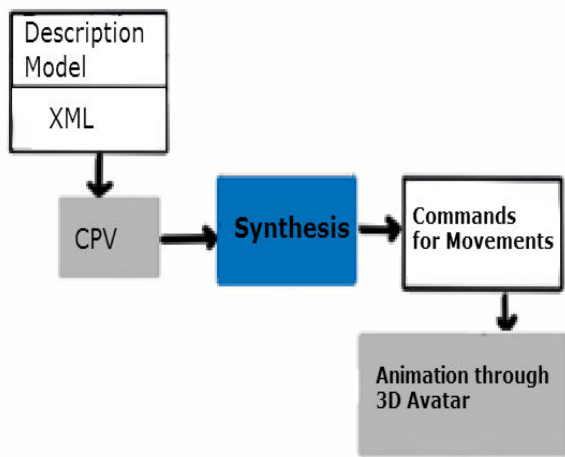 Description
Model
XML
CPV
Synthesis
Commands
for Movements
Animation through
3D Avatar